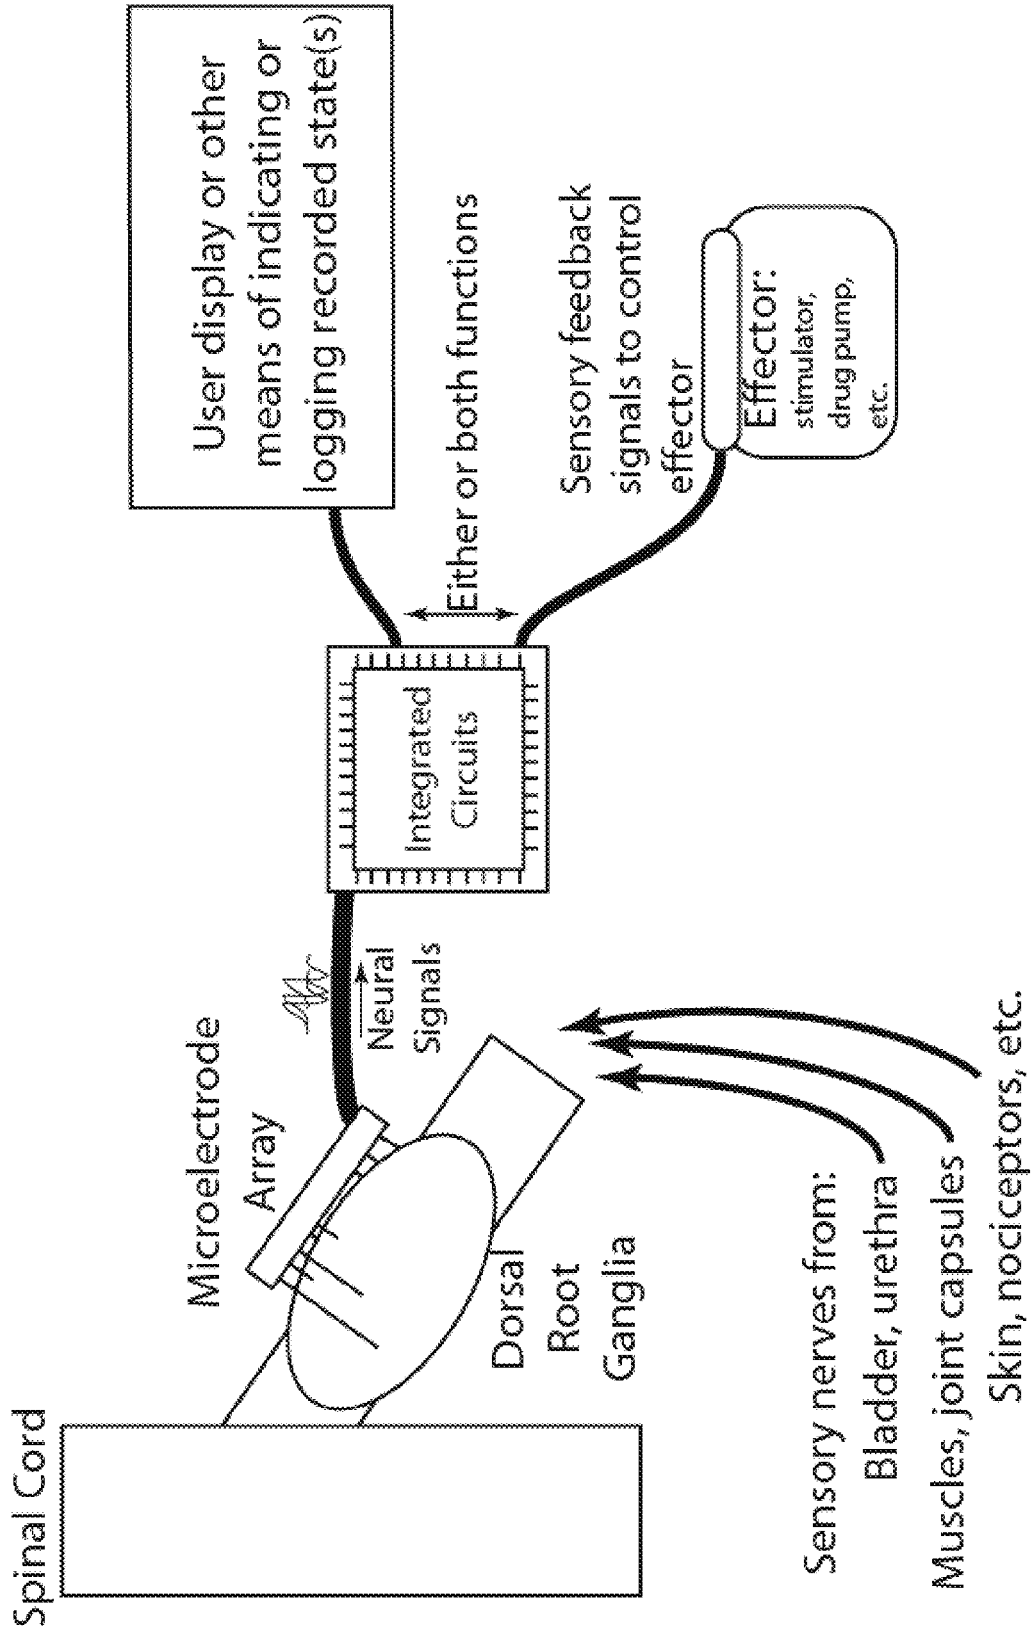 Spinal Cord
Microelectrode
Array
Neural
Signals
Dorsal
Root
Ganglia
Sensory nerves from:
Bladder, urethra
Muscles, joint capsules
Skin, nociceptors, etc.
Integrated
Circuits
User display or other
means of indicating or
logging recorded state(s)
Either or both functions
Sensory feedback
signals to control
effector
Effector:
stimulator,
drug pump,
etc.